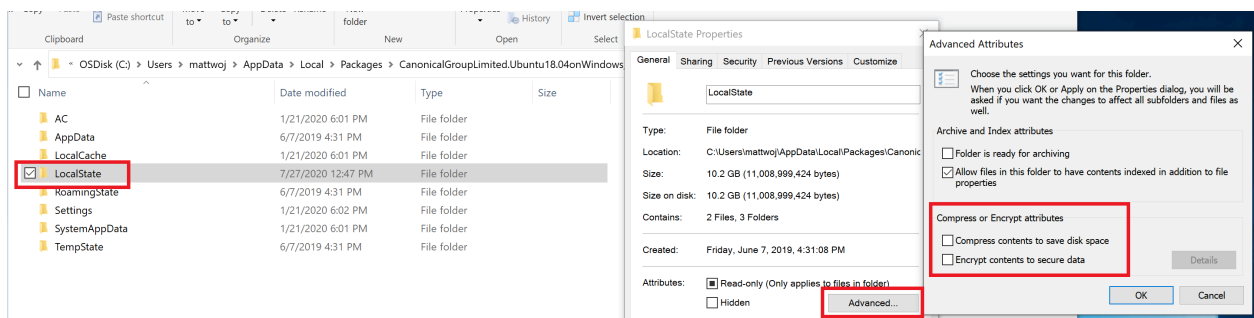 Paste shortcut
to
to
folder
History
Invert selection
Clipboard
Organize
New
Open
Select
« OSDisk (C:) > Users > mattwoj > AppData > Local > Packages > CanonicalGroupLimited.Ubuntu18.04onWindows
Name Date modified Type Size
AC 1/21/2020 6:01 PM File folder
AppData 6/7/2019 4:31 PM File folder
LocalCache 1/21/2020 6:01 PM File folder
LocalState 7/27/2020 12:47 PM File folder
RoamingState 6/7/2019 4:31 PM File folder
Settings 1/21/2020 6:02 PM File folder
SystemAppData 1/21/2020 6:01 PM File folder
TempState 6/7/2019 4:31 PM File folder
LocalState Properties
General Sharing Security Previous Versions Customize
LocalState
Type: File folder
Location: C:\Users\mattwoj\AppData\Local\Packages\Canonic
Size: 10.2 GB (11,008,999,424 bytes)
Size on disk: 10.2 GB (11,008,999,424 bytes)
Contains: 2 Files, 3 Folders
Created: Friday, June 7, 2019, 4:31:08 PM
Attributes: Read-only (Only applies to files in folder)
Hidden Advanced...
Advanced Attributes
Choose the settings you want for this folder.
When you click OK or Apply on the Properties dialog, you will be
asked if you want the changes to affect all subfolders and files as
well.
Archive and Index attributes
Folder is ready for archiving
Allow files in this folder to have contents indexed in addition to file
properties
Compress or Encrypt attributes
Compress contents to save disk space
Encrypt contents to secure data
Details
OK Cancel